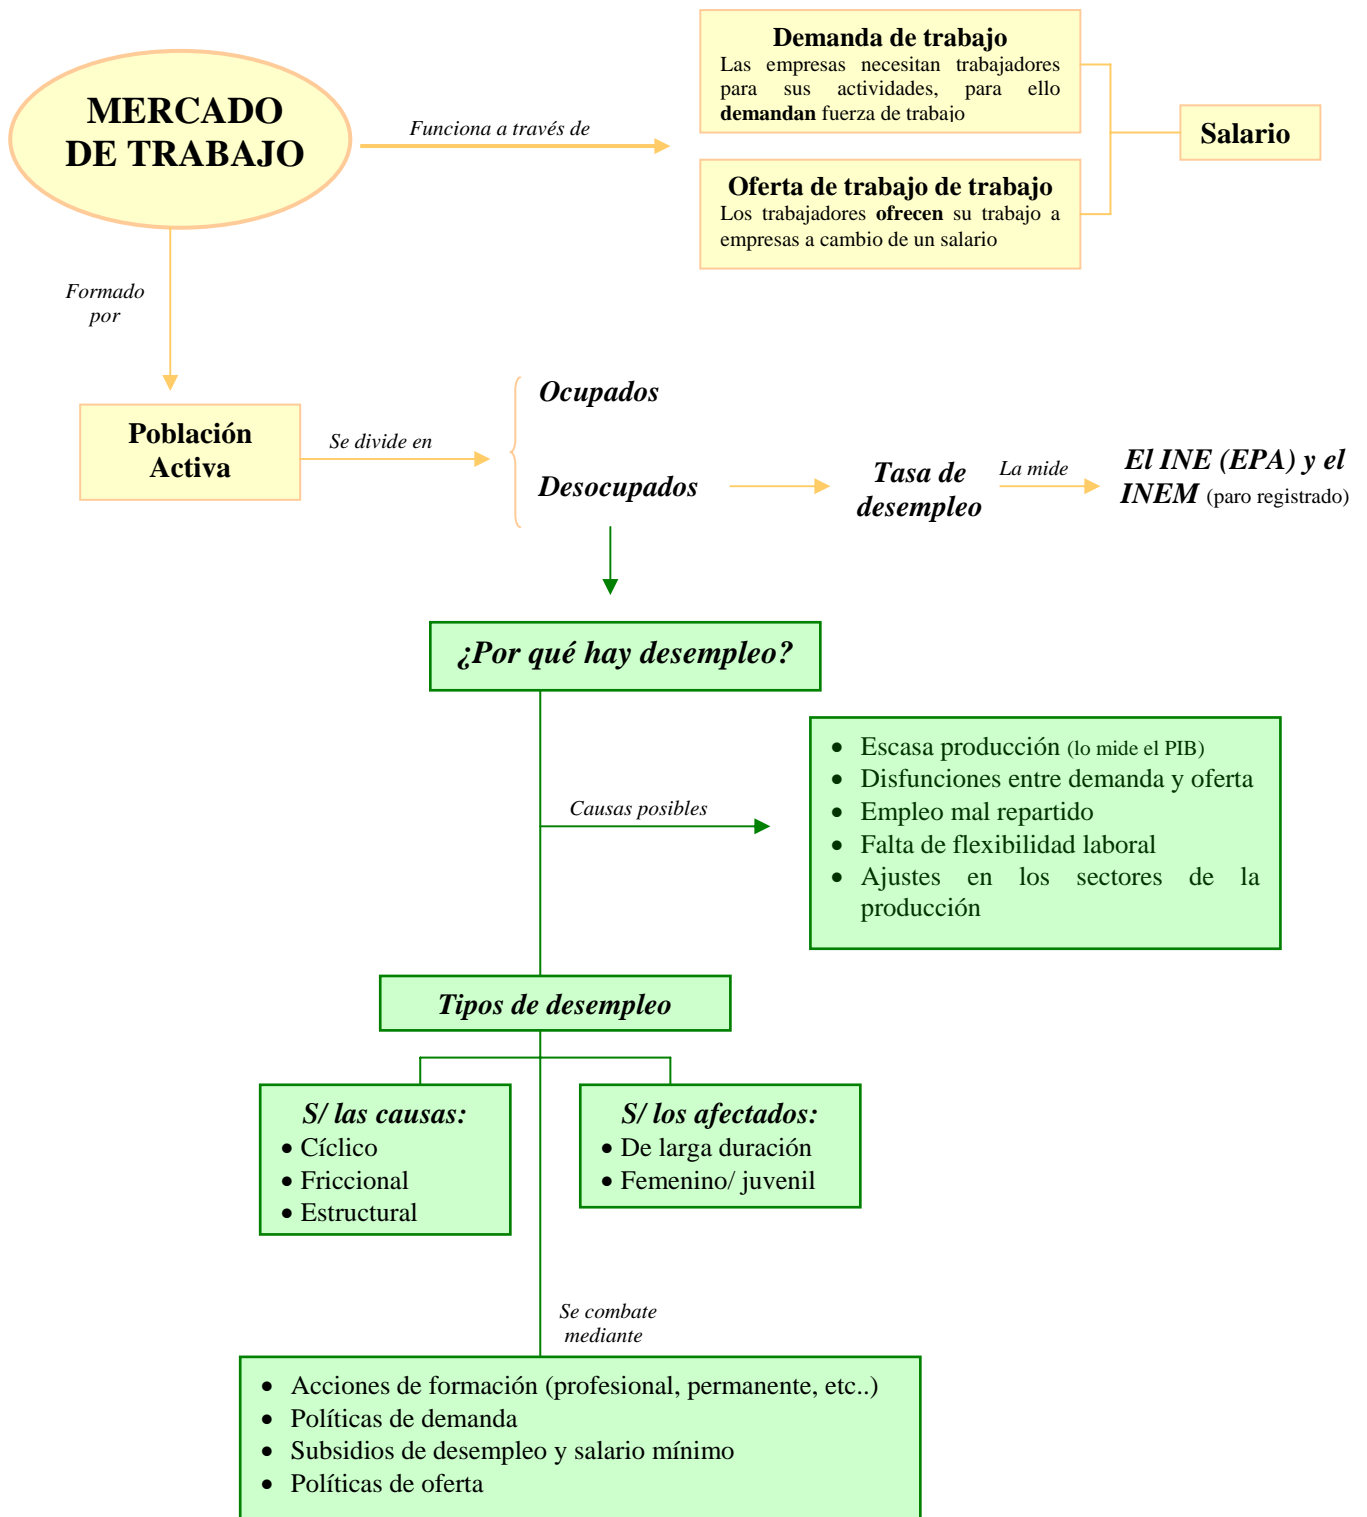 MERCADO
DE TRABAJO
Funciona a través de
Demanda de trabajo
Las empresas necesitan trabajadores
para sus actividades, para ello
demandan fuerza de trabajo
Salario
Oferta de trabajo de trabajo
Los trabajadores ofrecen su trabajo a
empresas a cambio de un salario
Formado
por
Población
Activa
Se divide en
Ocupados
Desocupados
Tasa de
desempleo
La mide
El INE (EPA) y el
INEM (paro registrado)
¿Por qué hay desempleo?
Causas posibles
• Escasa producción (lo mide el PIB)
• Disfunciones entre demanda y oferta
• Empleo mal repartido
• Falta de flexibilidad laboral
• Ajustes en los sectores de la
producción
Tipos de desempleo
S/ las causas:
• Cíclico
• Friccional
• Estructural
S/ los afectados:
• De larga duración
• Femenino/ juvenil
Se combate
mediante
• Acciones de formación (profesional, permanente, etc..)
• Políticas de demanda
• Subsidios de desempleo y salario mínimo
• Políticas de oferta